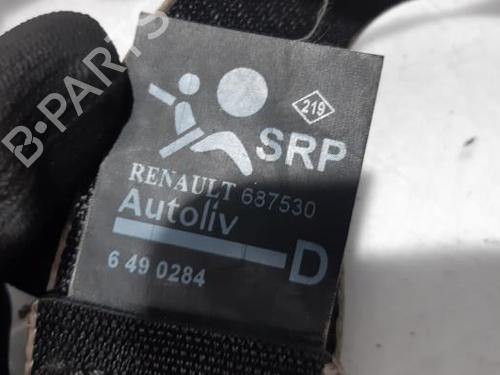 B-PARTS
219
SRP
RENAULT 687530
Autoliv
D
6 49 0284